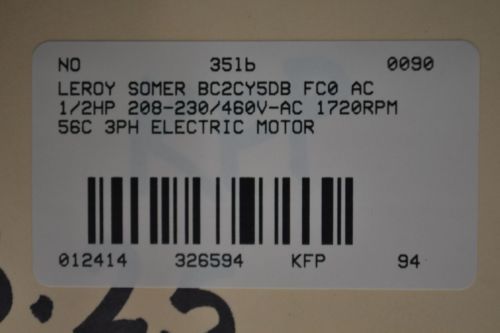 NO 35lb 0090
LEROY SOMER BC2CY5DB FC0 AC
1/2HP 208-230/460V-AC 1720RPM
56C 3PH ELECTRIC MOTOR
012414 326594 KFP 94